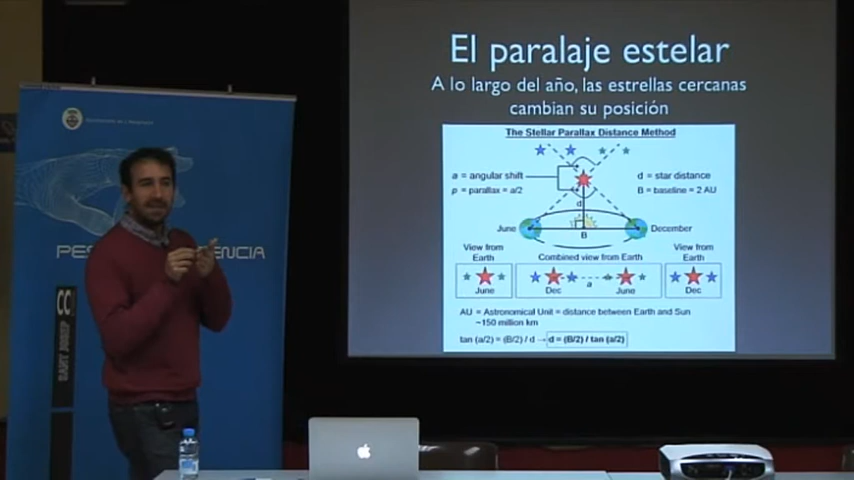 El paralaje estelar
A lo largo del año, las estrellas cercanas
cambian su posición
The Stellar Parallax Distance Method
a = angular shift
p = parallax = a/2
d = star distance
B = baseline = 2 AU
d
June
December
B
View from
Earth
June
Combined view from Earth
Dec
a
June
View from
Earth
Dec
AU = Astronomical Unit = distance between Earth and Sun
~150 million km
tan (a/2) = (B/2) / d → d = (B/2) / tan (a/2)
CC
SANT JOSEP